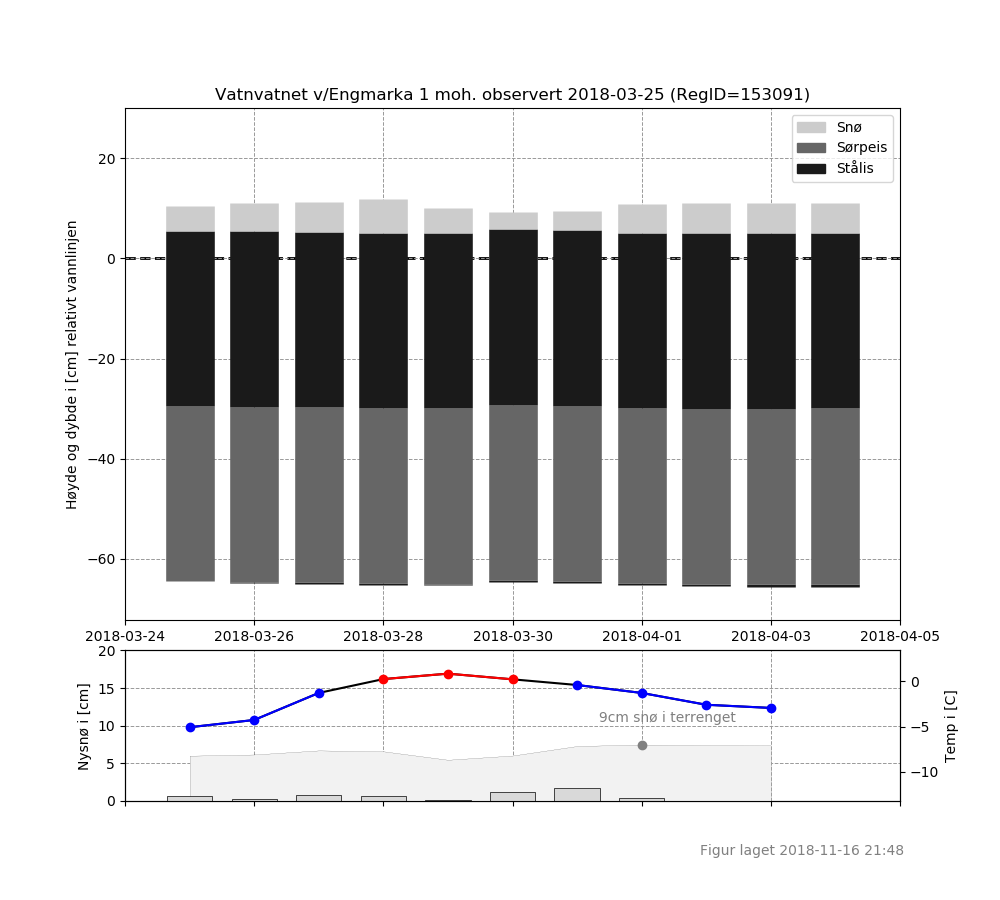 Vatnvatnet v/Engmarka 1 moh. observert 2018-03-25 (RegID=153091)
Snø
Sørpeis
Stålis
20
0
−20
−40
−60
Høyde og dybde i [cm] relativt vannlinjen
2018-03-24 2018-03-26 2018-03-28 2018-03-30 2018-04-01 2018-04-03 2018-04-05
20
15
10
5
0
Nysnø i [cm]
9cm snø i terrenget
0
−5
−10
Temp i [C]
Figur laget 2018-11-16 21:48